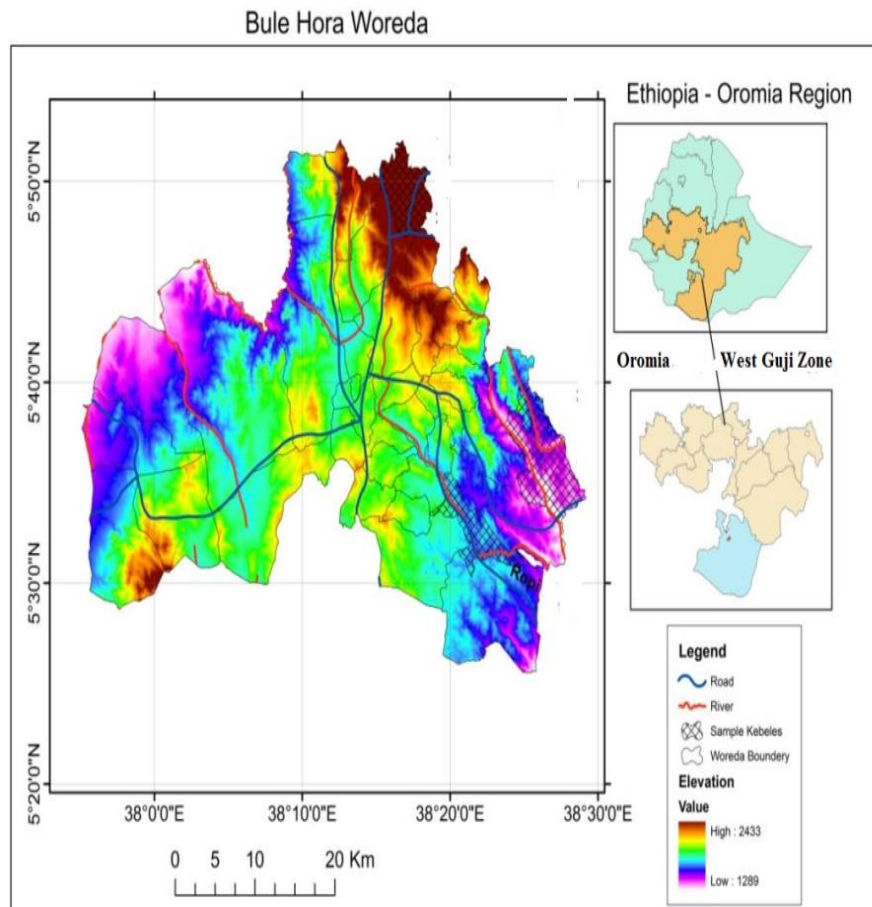 Bule Hora Woreda
Ethiopia - Oromia Region
5°50'0"N
5°40'0"N
5°30'0"N
5°20'0"N
38°0'0"E
38°10'0"E
38°20'0"E
38°30'0"E
0 5 10 20 Km
Oromia
West Guji Zone
Legend
Road
River
Sample Kebeles
Woreda Boundary
Elevation
Value
High : 2433
Low : 1289